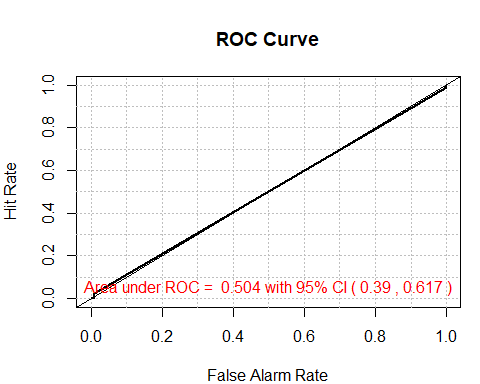 ROC Curve
Hit Rate
1.0
0.8
0.6
0.4
0.2
0.0
Area under ROC =  0.504 with 95% CI ( 0.39 , 0.617 )
0.0 0.2 0.4 0.6 0.8 1.0
False Alarm Rate